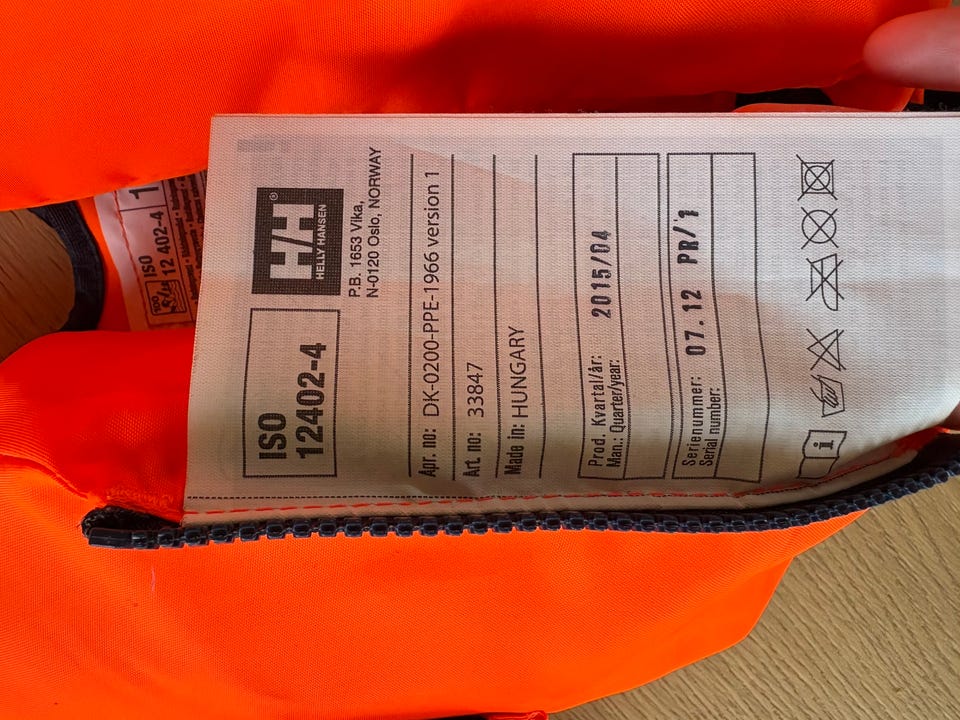 HH®
HELLY HANSEN
P.B. 1653 Vika,
N-0120 Oslo, NORWAY
ISO
12402-4
Apr. no: DK-0200-PPE-1966 version 1
Art. no: 33847
Made in: HUNGARY
Prod. Kvartal/år: 2015/04
Man.: Quarter/year:
Serienummer: 07.12 PR/1
Serial number:
i
1
ISO
12 402-4
100